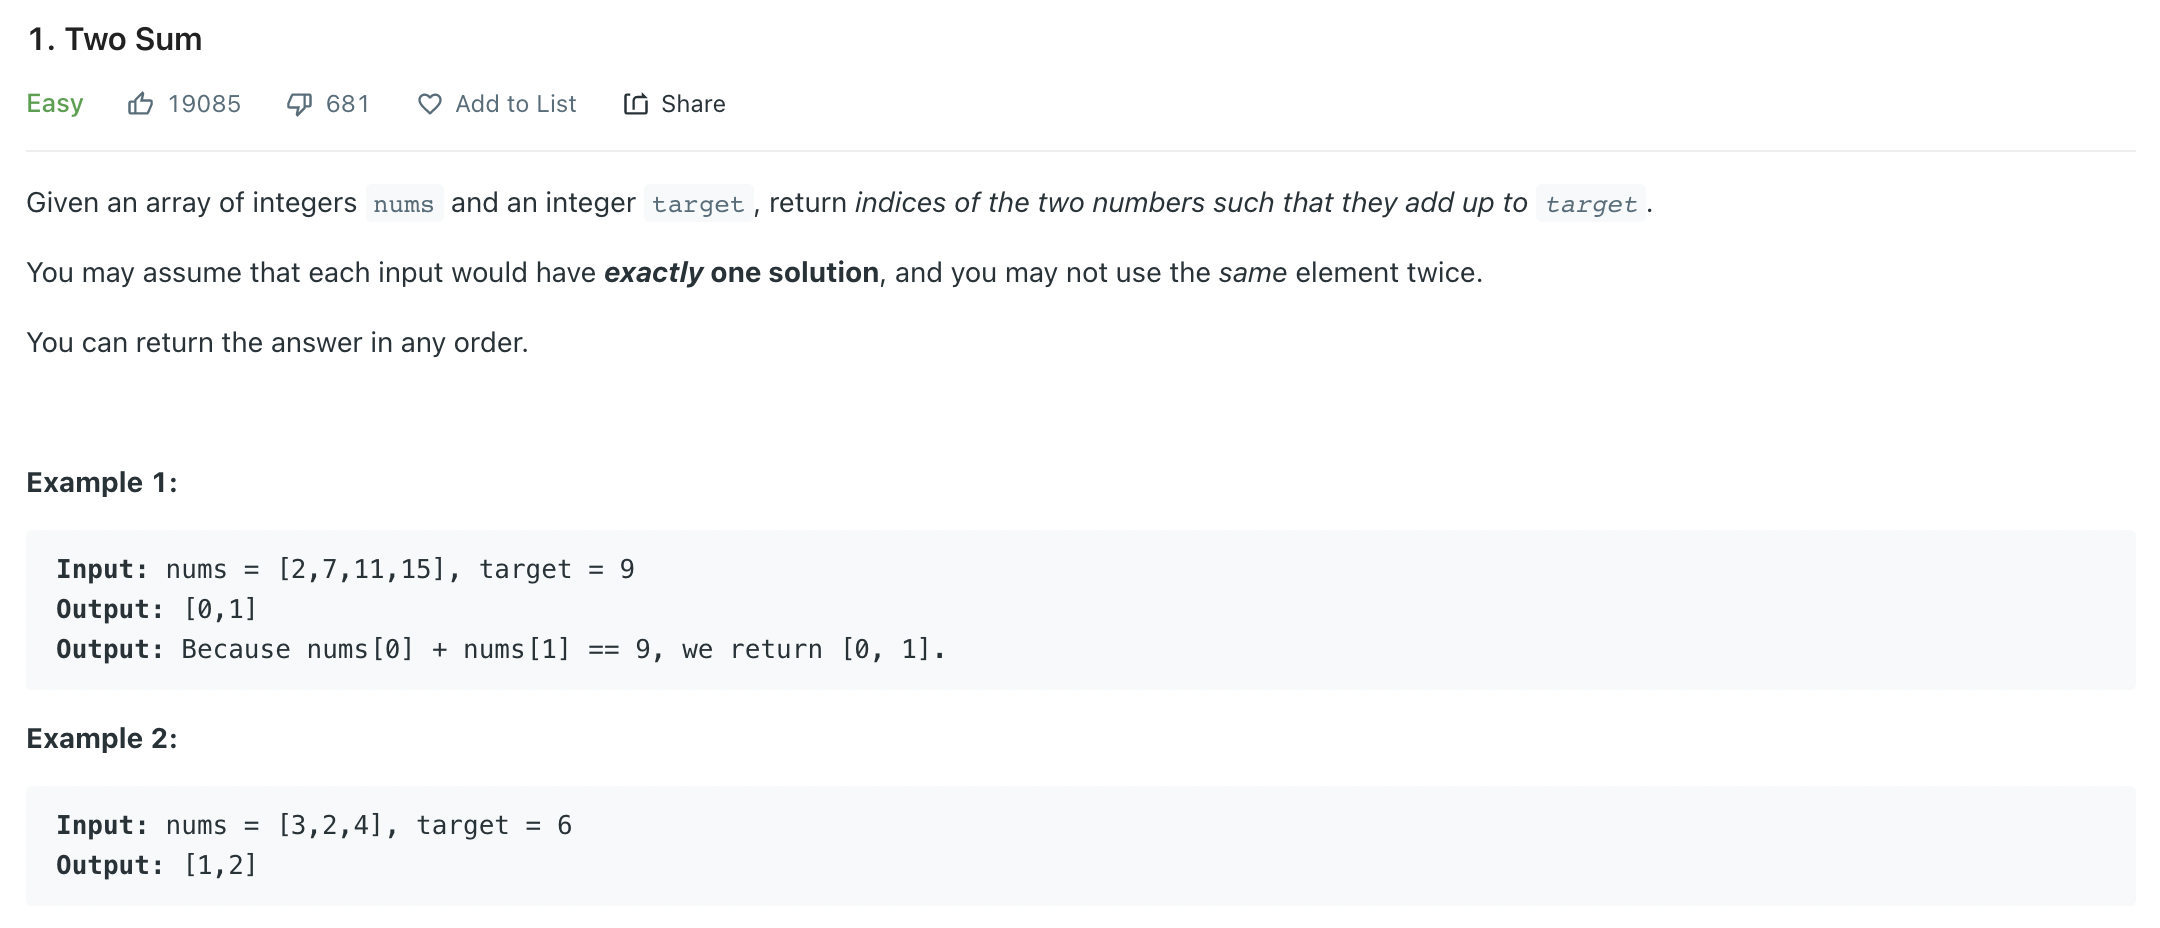 1. Two Sum
Easy 19085 681 Add to List Share
Given an array of integers nums and an integer target, return indices of the two numbers such that they add up to target.
You may assume that each input would have exactly one solution, and you may not use the same element twice.
You can return the answer in any order.
Example 1:
Input: nums = [2,7,11,15], target = 9
Output: [0,1]
Output: Because nums[0] + nums[1] == 9, we return [0, 1].
Example 2:
Input: nums = [3,2,4], target = 6
Output: [1,2]